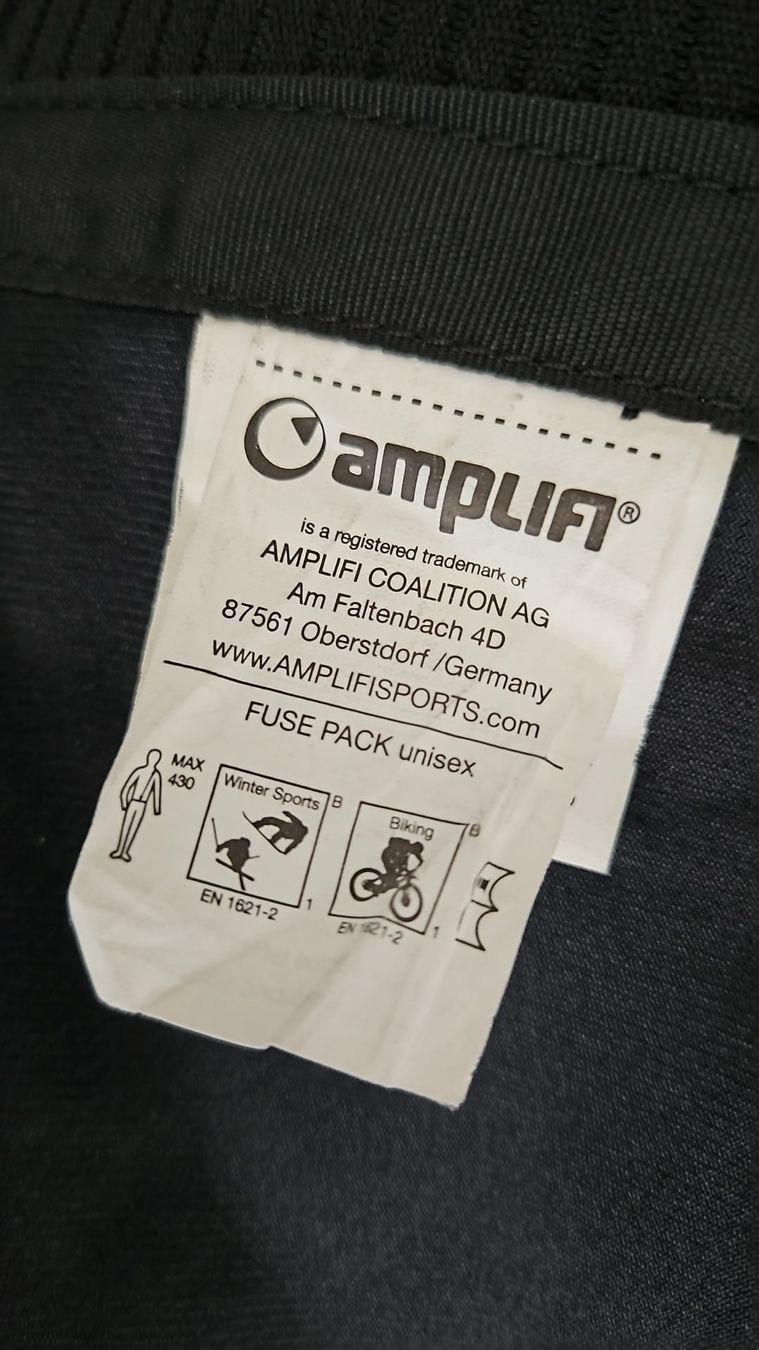 amplifi®
is a registered trademark of
AMPLIFI COALITION AG
Am Faltenbach 4D
87561 Oberstdorf /Germany
www.AMPLIFISPORTS.com
FUSE PACK unisex
MAX
430
Winter Sports B
EN 1621-2 1
Biking B
EN 1621-2 1